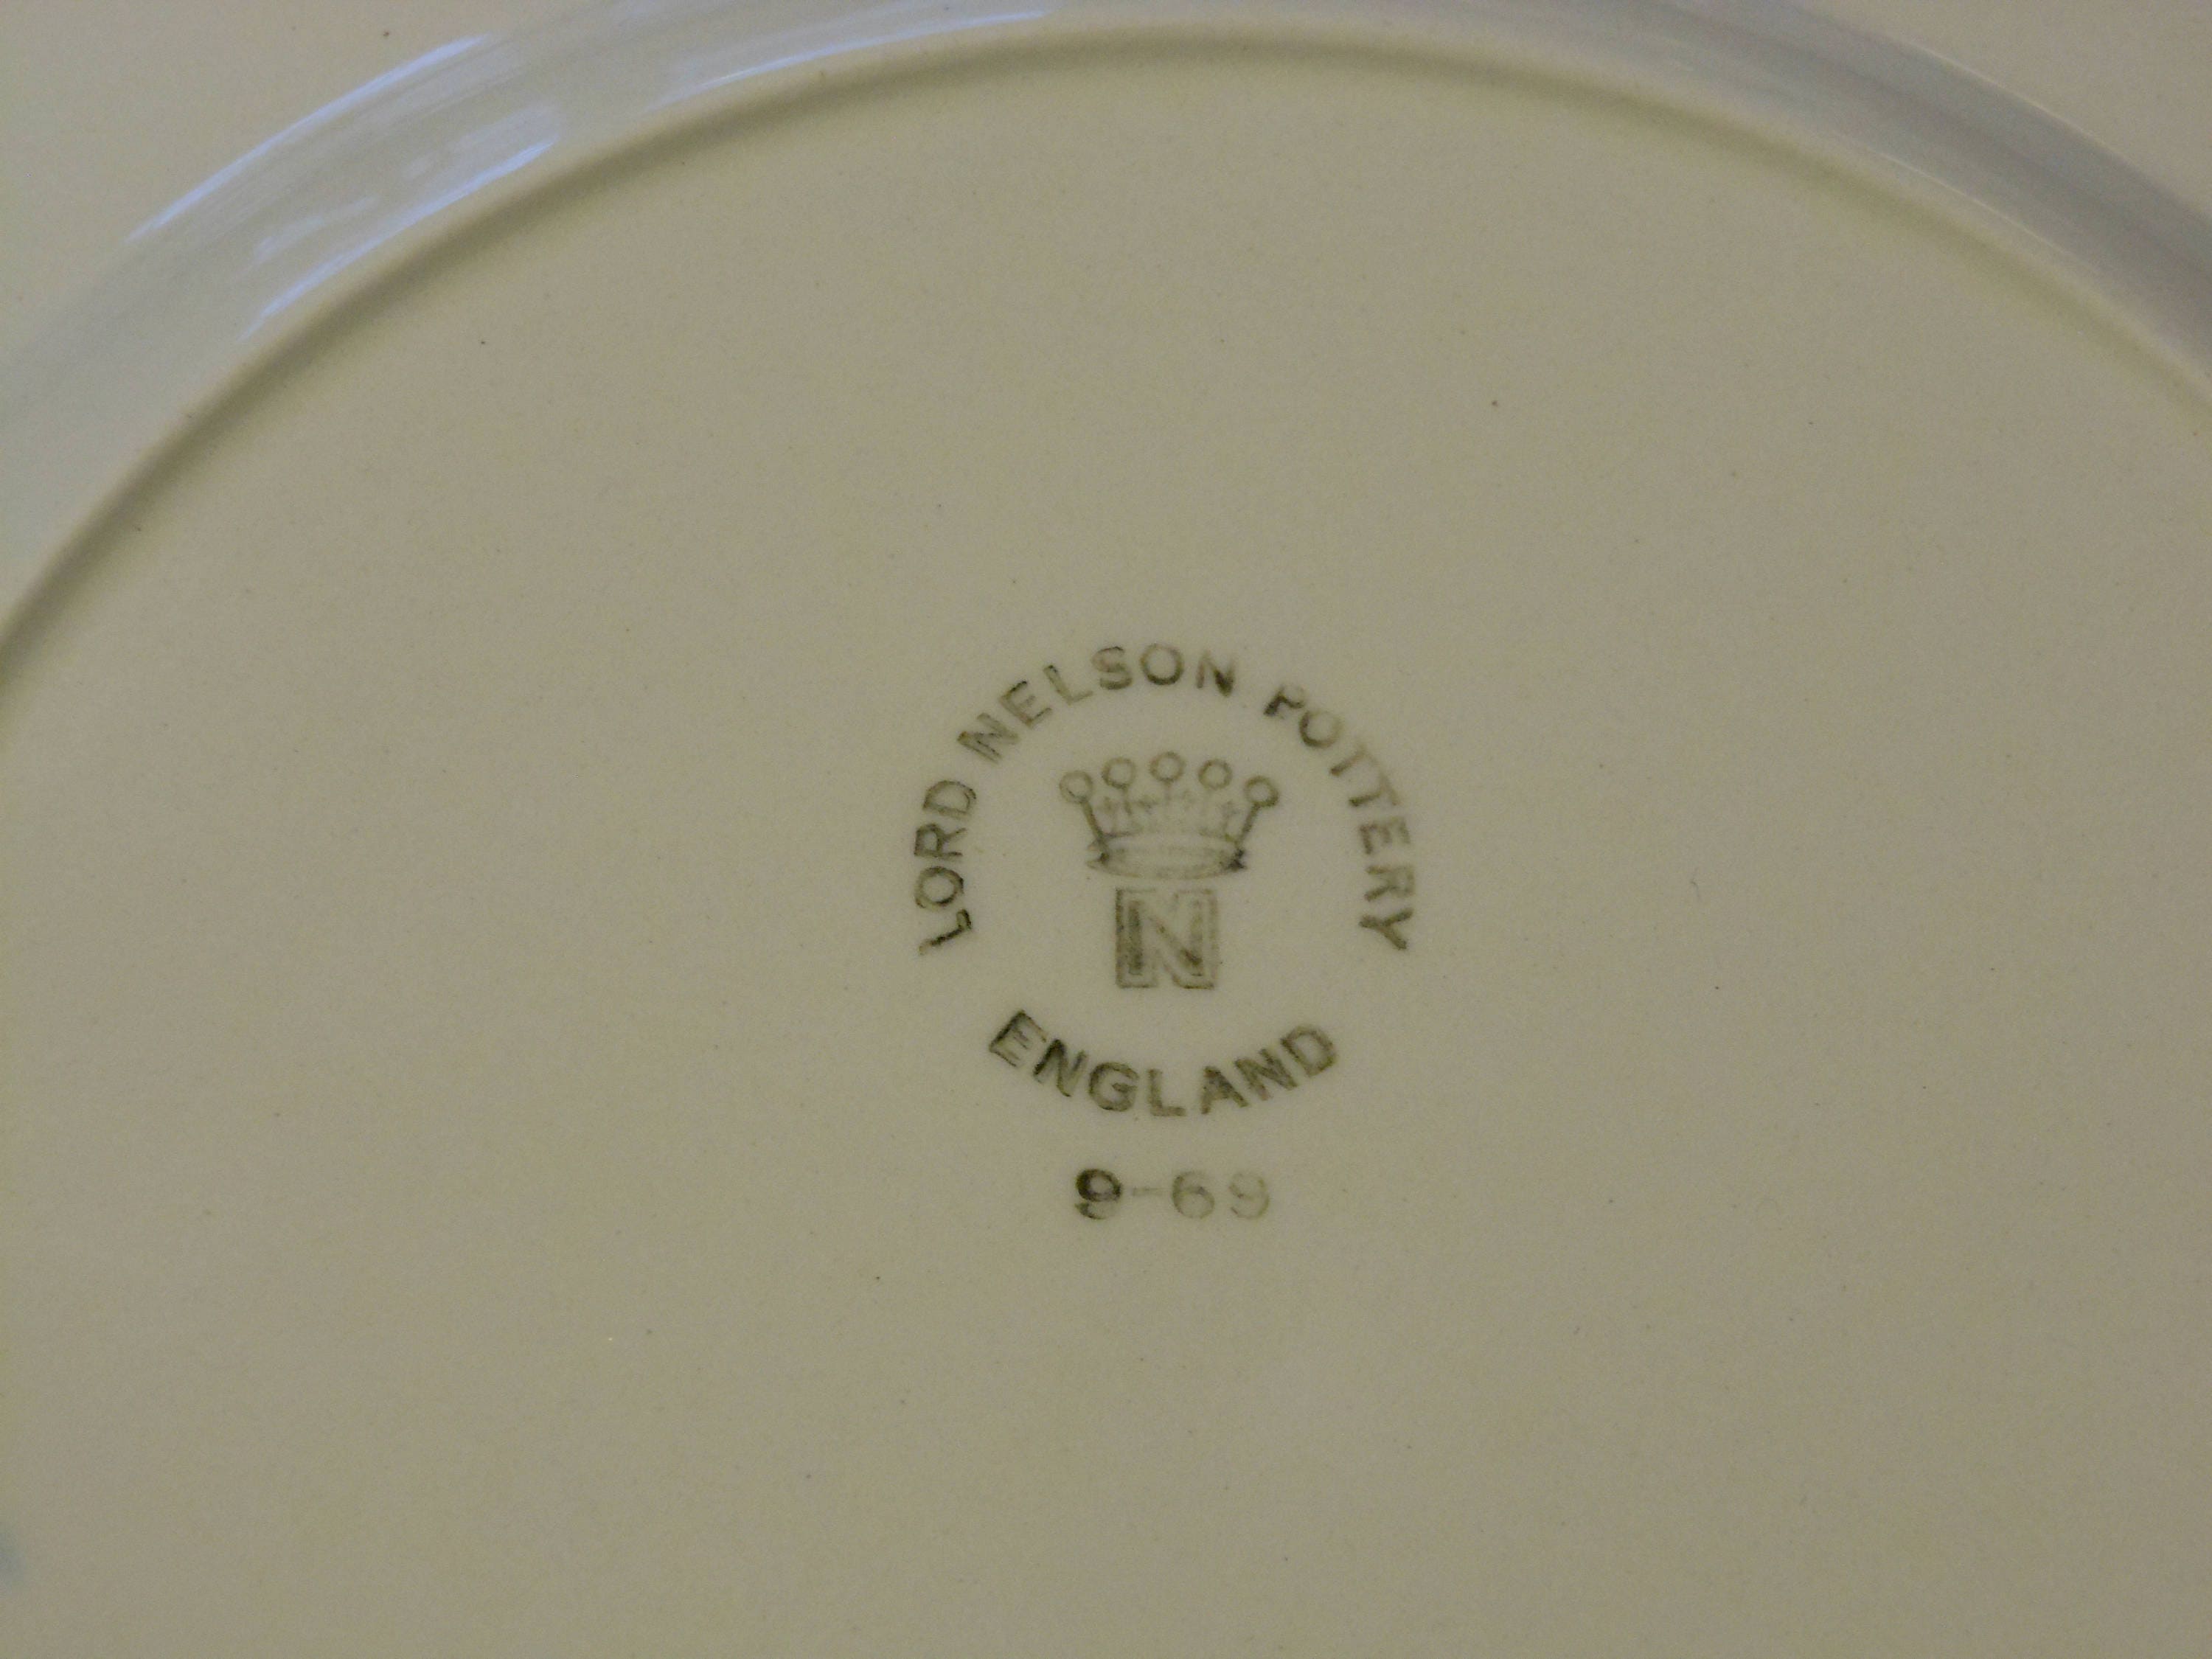 LORD NELSON POTTERY
N
ENGLAND
9-69